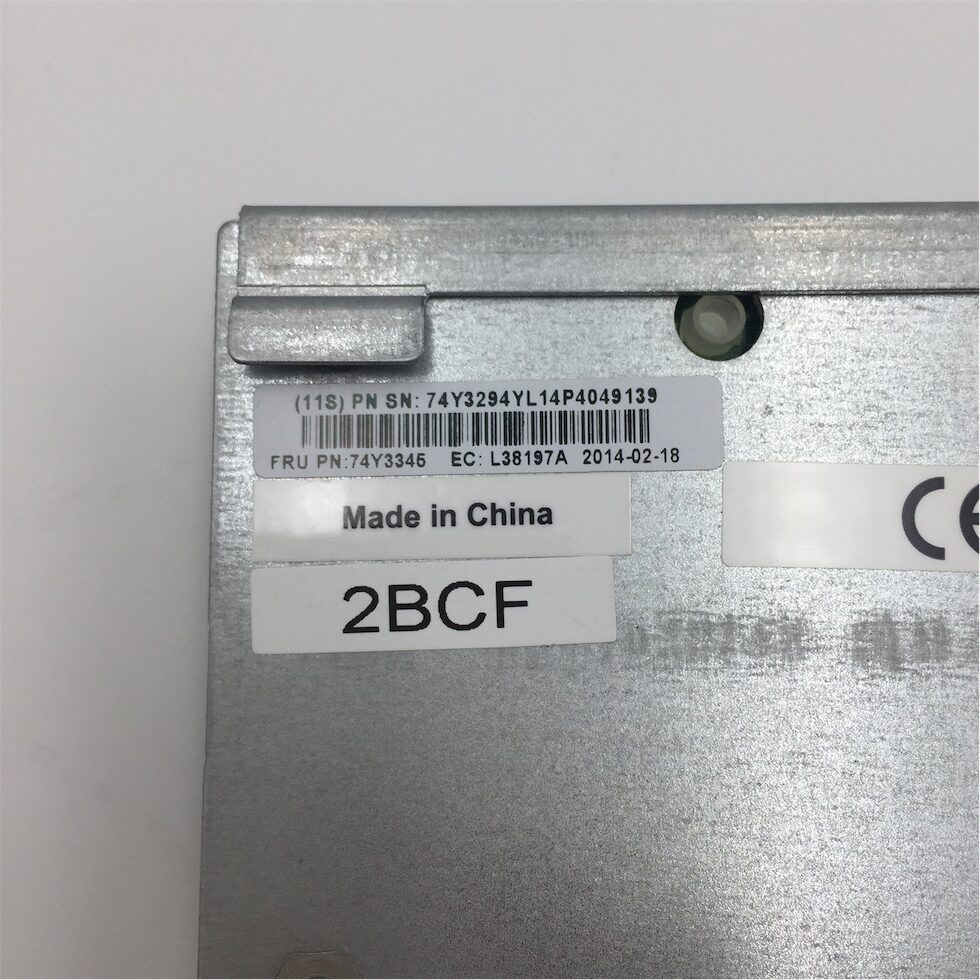 (11S) PN SN: 74Y3294YL14P4049139
FRU PN:74Y3345 EC: L38197A 2014-02-18
Made in China
CE
2BCF